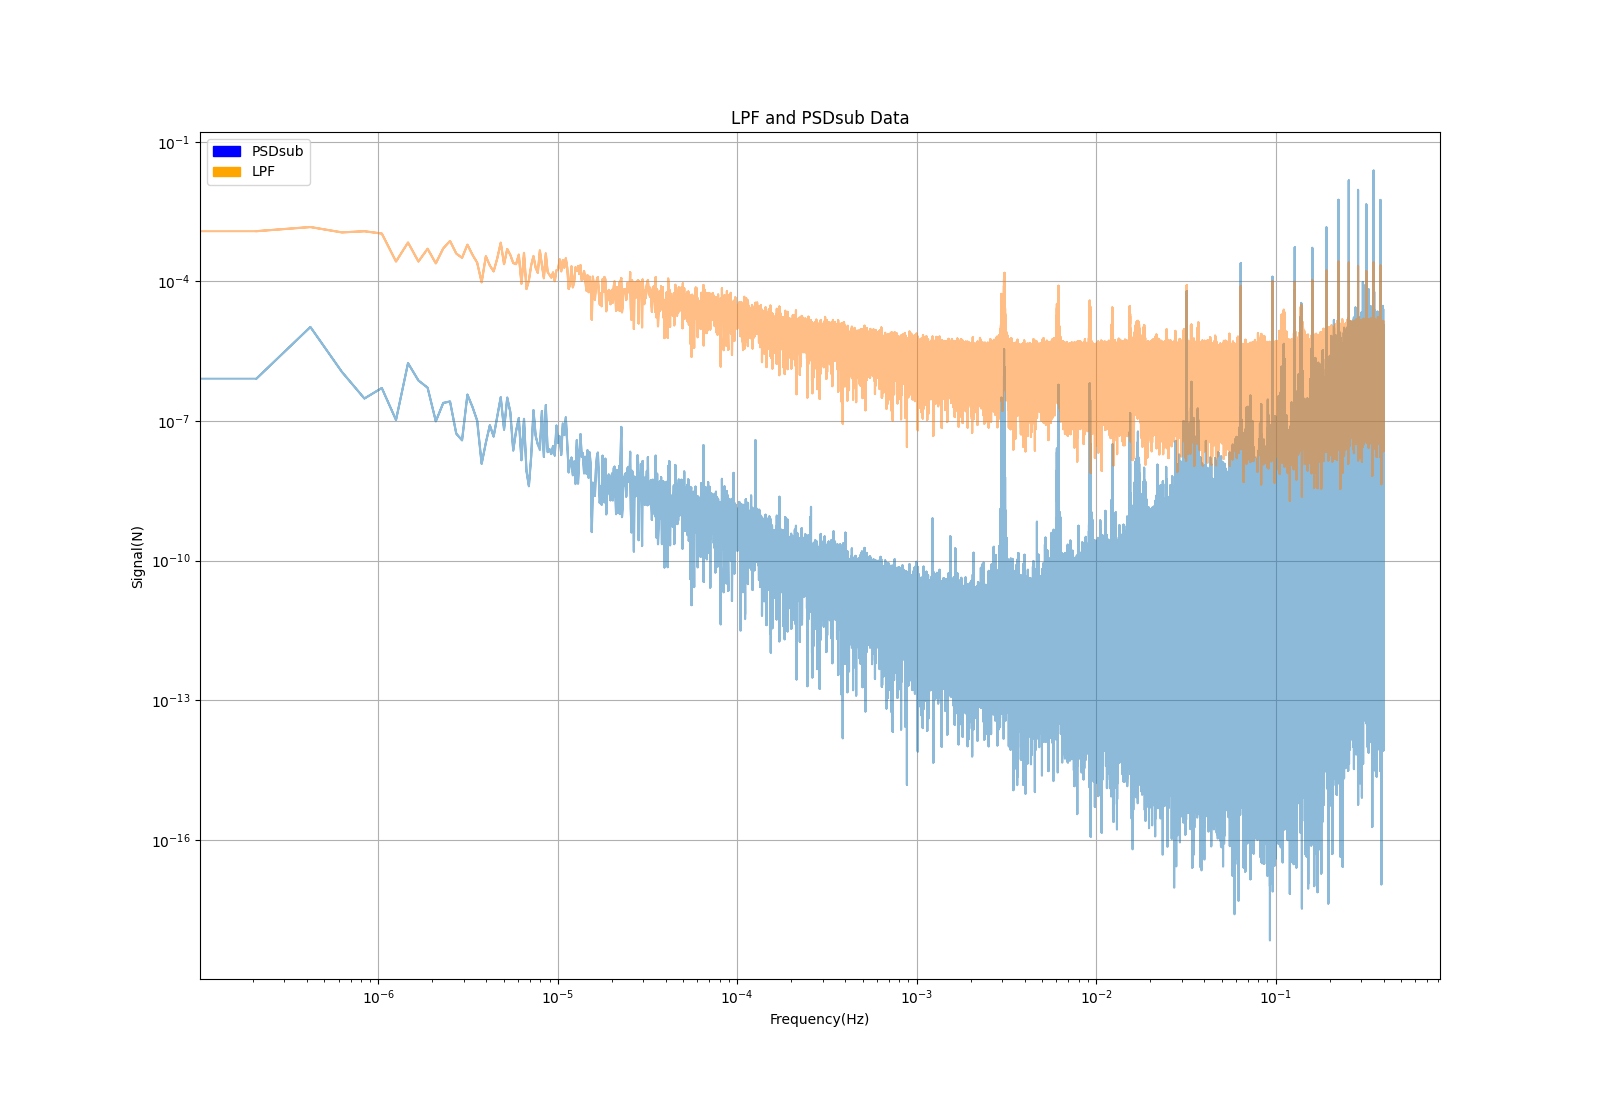 LPF and PSDsub Data
PSDsub
LPF
10⁻¹
10⁻⁴
10⁻⁷
10⁻¹⁰
10⁻¹³
10⁻¹⁶
Signal(N)
10⁻⁶ 10⁻⁵ 10⁻⁴ 10⁻³ 10⁻² 10⁻¹
Frequency(Hz)